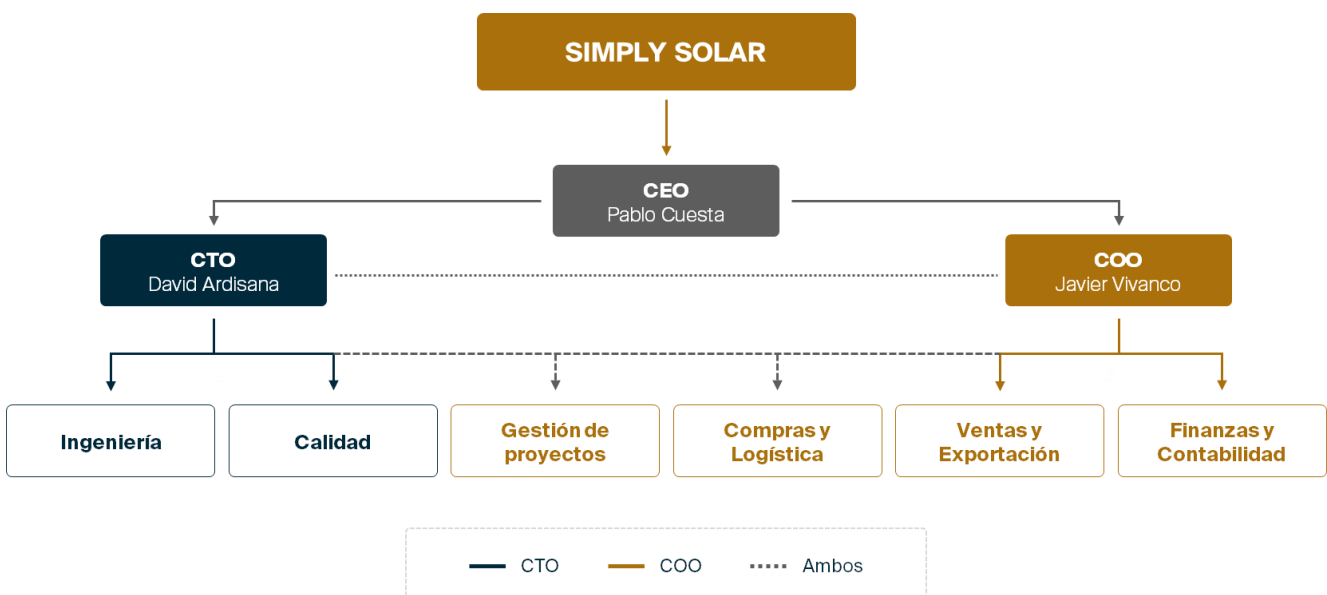 SIMPLY SOLAR
CEO
Pablo Cuesta
CTO
David Ardisana
COO
Javier Vivanco
Ingeniería
Calidad
Gestión de
proyectos
Compras y
Logística
Ventas y
Exportación
Finanzas y
Contabilidad
CTO
COO
Ambos